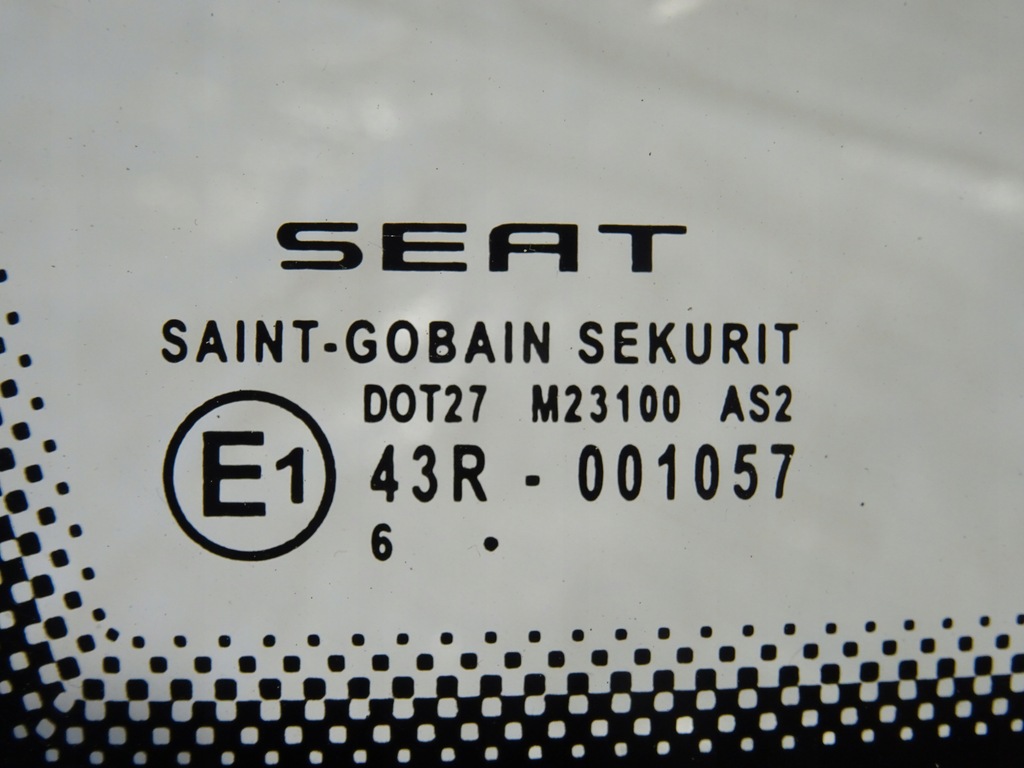 SEAT
SAINT-GOBAIN SEKURIT
DOT27 M23100 AS2
E1 43R - 001057
6 •